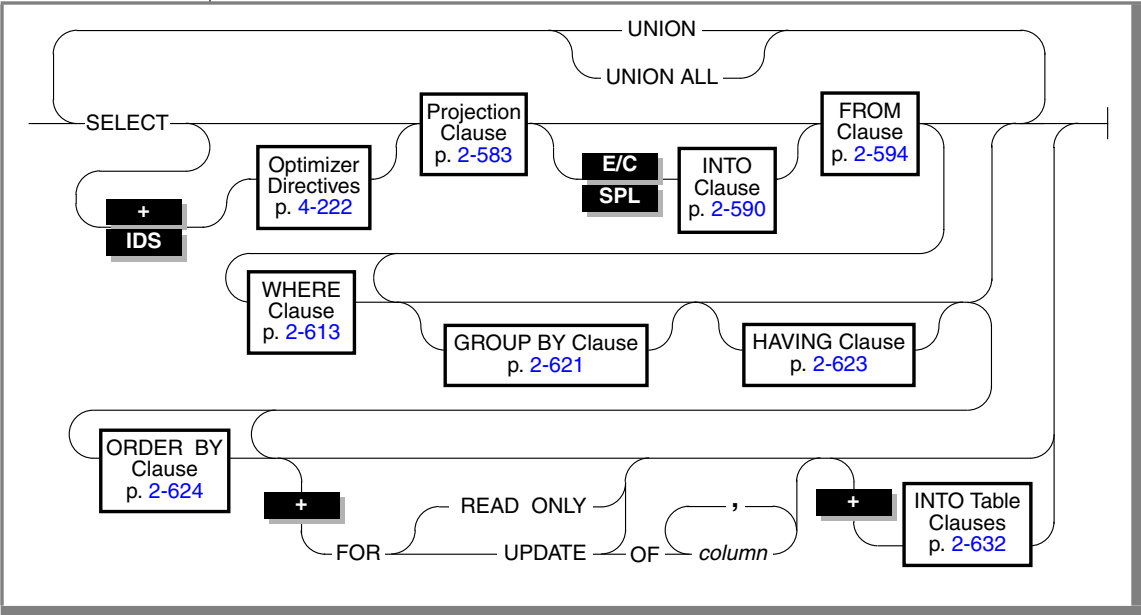 UNION
UNION ALL
SELECT
Projection
Clause
p. 2-583
FROM
Clause
p. 2-594
Optimizer
Directives
p. 4-222
E/C
SPL
INTO
Clause
p. 2-590
+
IDS
WHERE
Clause
p. 2-613
GROUP BY Clause
p. 2-621
HAVING Clause
p. 2-623
ORDER BY
Clause
p. 2-624
+
FOR
READ ONLY
UPDATE
OF
,
column
+
INTO Table
Clauses
p. 2-632